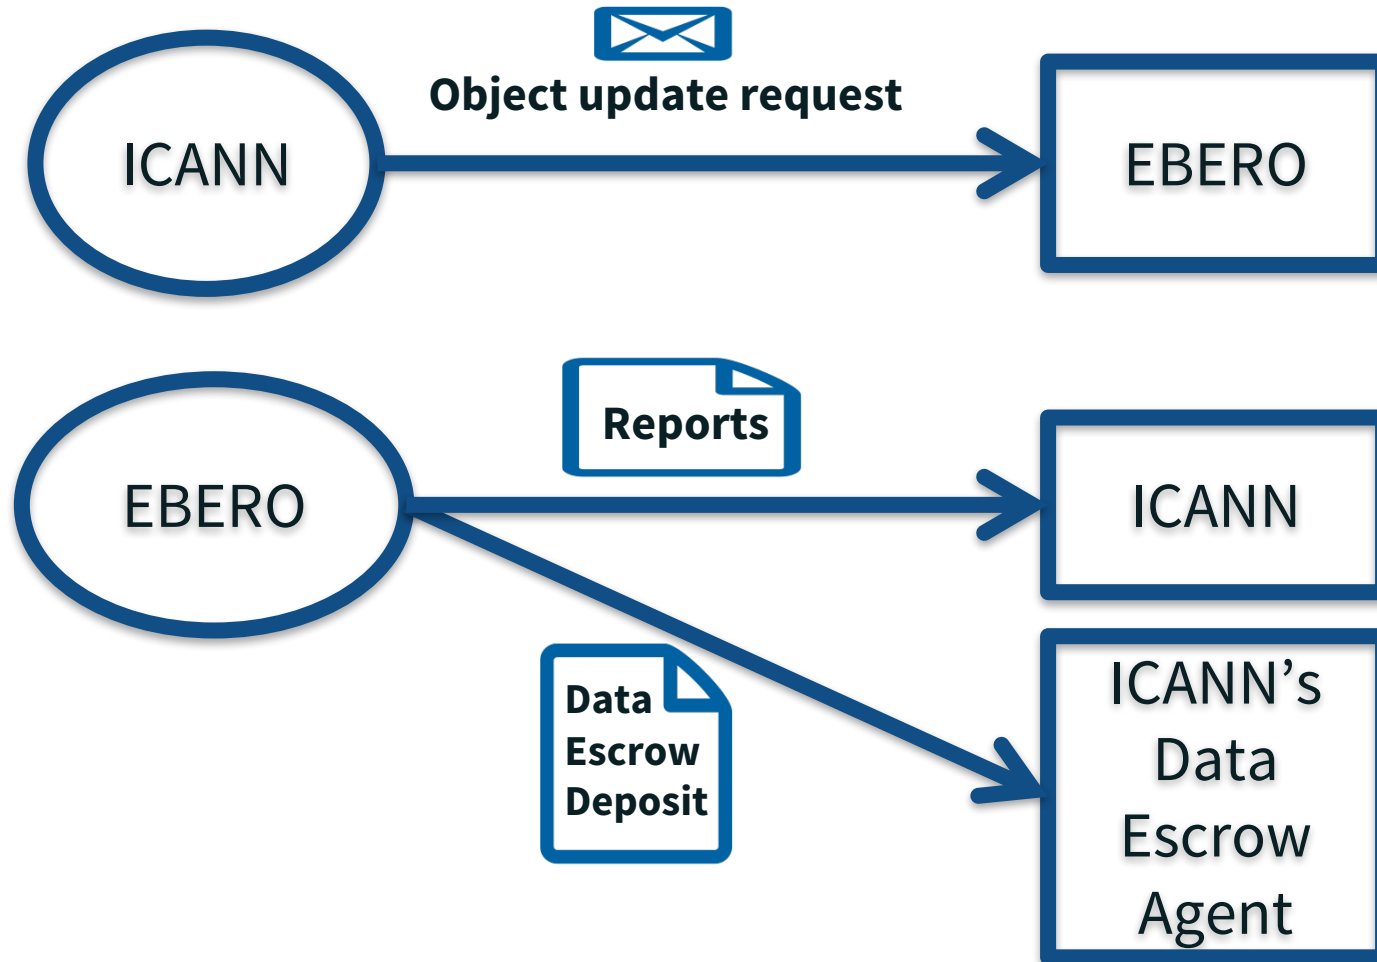 Object update request
ICANN
EBERO
Reports
EBERO
ICANN
Data
Escrow
Deposit
ICANN’s
Data
Escrow
Agent